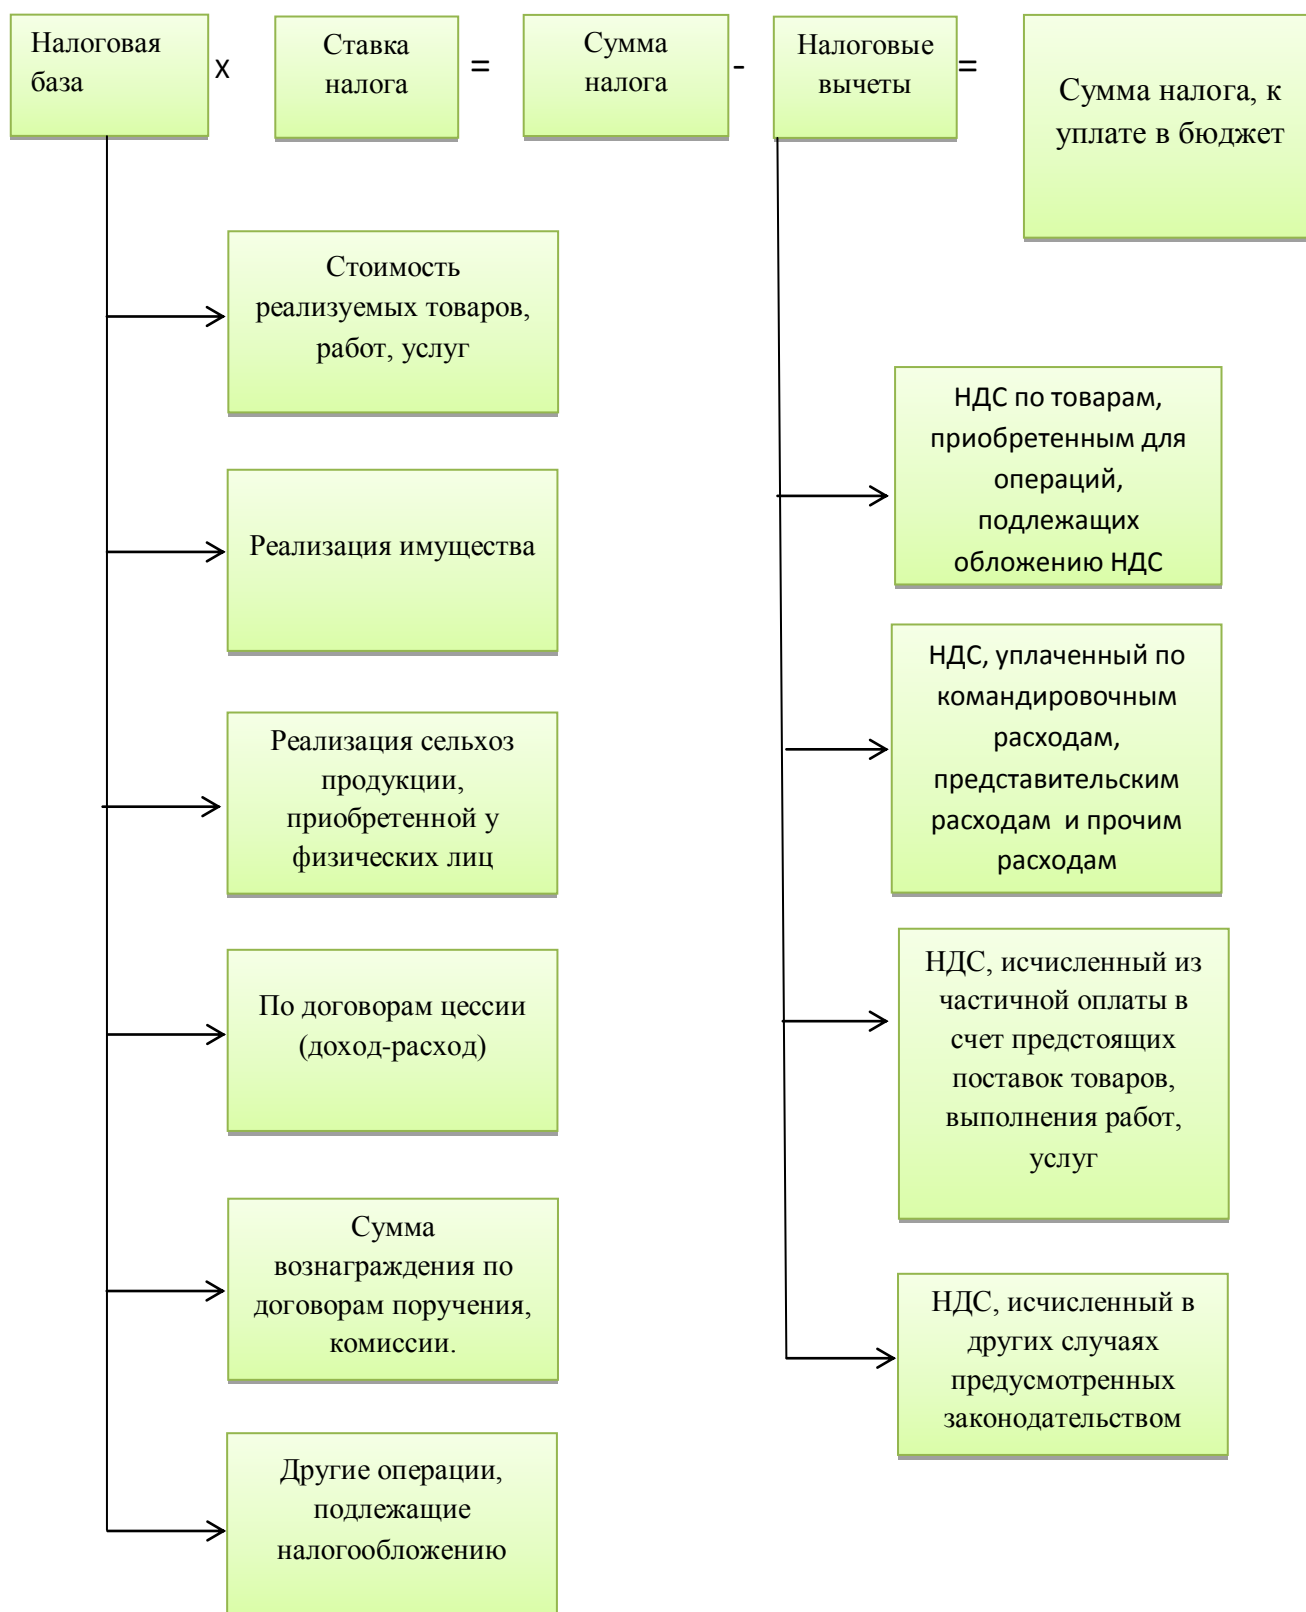 Налоговая
база
x
Ставка
налога
=
Сумма
налога
-
Налоговые
вычеты
=
Сумма налога, к
уплате в бюджет
Стоимость
реализуемых товаров,
работ, услуг
Реализация имущества
Реализация сельхоз
продукции,
приобретенной у
физических лиц
По договорам цессии
(доход-расход)
Сумма
вознаграждения по
договорам поручения,
комиссии.
Другие операции,
подлежащие
налогообложению
НДС по товарам,
приобретенным для
операций,
подлежащих
обложению НДС
НДС, уплаченный по
командировочным
расходам,
представительским
расходам и прочим
расходам
НДС, исчисленный из
частичной оплаты в
счет предстоящих
поставок товаров,
выполнения работ,
услуг
НДС, исчисленный в
других случаях
предусмотренных
законодательством